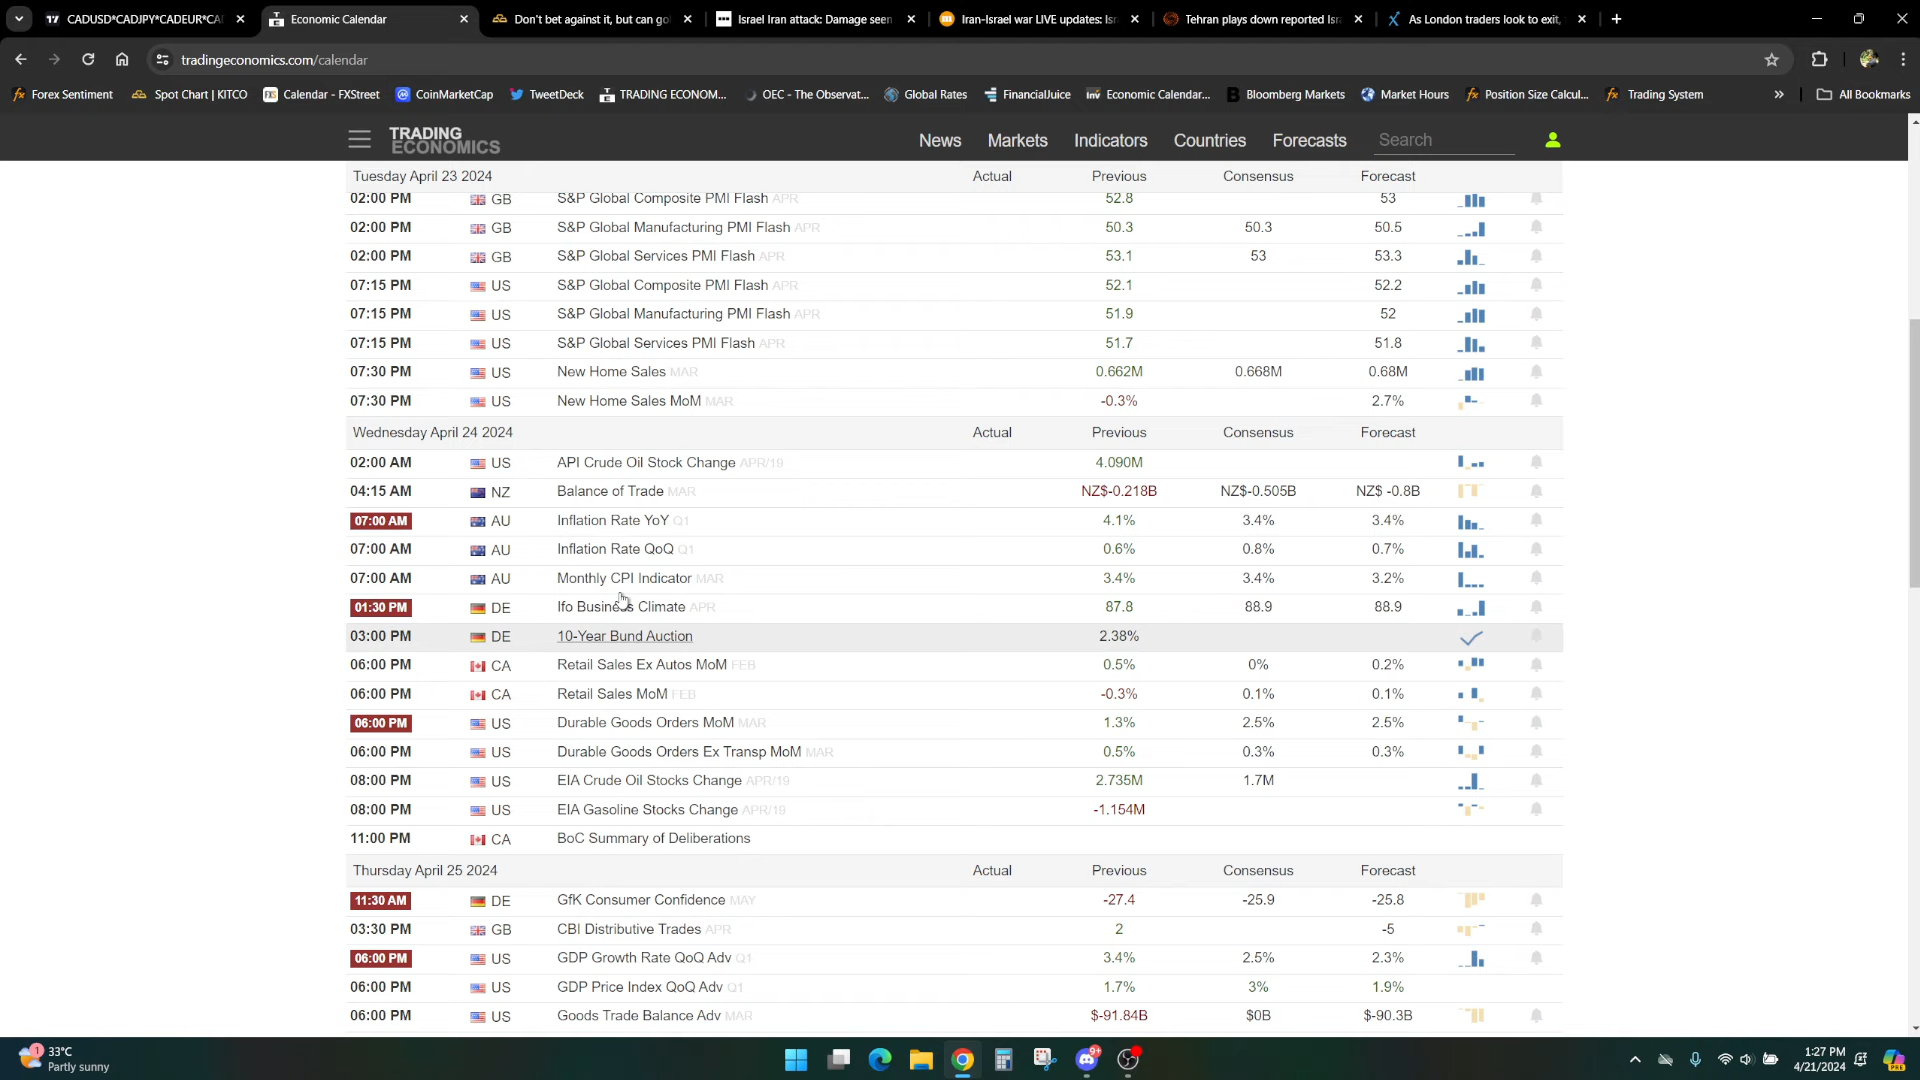 CADUSD*CADJPY*CADEUR*CA
Economic Calendar
Don't bet against it, but can go
Israel Iran attack: Damage seen
Iran-Israel war LIVE updates: Is
Tehran plays down reported Isr
As London traders look to exit,
tradingeconomics.com/calendar
Forex Sentiment Spot Chart | KITCO Calendar - FXStreet CoinMarketCap TweetDeck TRADING ECONOM... OEC - The Observat... Global Rates FinancialJuice Economic Calendar... Bloomberg Markets Market Hours Position Size Calcul... Trading System » All Bookmarks
TRADING
ECONOMICS
News Markets Indicators Countries Forecasts Search
Tuesday April 23 2024 Actual Previous Consensus Forecast
02:00 PM GB S&P Global Composite PMI Flash APR 52.8 53
02:00 PM GB S&P Global Manufacturing PMI Flash APR 50.3 50.3 50.5
02:00 PM GB S&P Global Services PMI Flash APR 53.1 53 53.3
07:15 PM US S&P Global Composite PMI Flash APR 52.1 52.2
07:15 PM US S&P Global Manufacturing PMI Flash APR 51.9 52
07:15 PM US S&P Global Services PMI Flash APR 51.7 51.8
07:30 PM US New Home Sales MAR 0.662M 0.668M 0.68M
07:30 PM US New Home Sales MoM MAR -0.3% 2.7%
Wednesday April 24 2024 Actual Previous Consensus Forecast
02:00 AM US API Crude Oil Stock Change APR/19 4.090M
04:15 AM NZ Balance of Trade MAR NZ$-0.218B NZ$-0.505B NZ$ -0.8B
07:00 AM AU Inflation Rate YoY Q1 4.1% 3.4% 3.4%
07:00 AM AU Inflation Rate QoQ Q1 0.6% 0.8% 0.7%
07:00 AM AU Monthly CPI Indicator MAR 3.4% 3.4% 3.2%
01:30 PM DE Ifo Business Climate APR 87.8 88.9 88.9
03:00 PM DE 10-Year Bund Auction 2.38%
06:00 PM CA Retail Sales Ex Autos MoM FEB 0.5% 0% 0.2%
06:00 PM CA Retail Sales MoM FEB -0.3% 0.1% 0.1%
06:00 PM US Durable Goods Orders MoM MAR 1.3% 2.5% 2.5%
06:00 PM US Durable Goods Orders Ex Transp MoM MAR 0.5% 0.3% 0.3%
08:00 PM US EIA Crude Oil Stocks Change APR/19 2.735M 1.7M
08:00 PM US EIA Gasoline Stocks Change APR/19 -1.154M
11:00 PM CA BoC Summary of Deliberations
Thursday April 25 2024 Actual Previous Consensus Forecast
11:30 AM DE GfK Consumer Confidence MAY -27.4 -25.9 -25.8
03:30 PM GB CBI Distributive Trades APR 2 -5
06:00 PM US GDP Growth Rate QoQ Adv Q1 3.4% 2.5% 2.3%
06:00 PM US GDP Price Index QoQ Adv Q1 1.7% 3% 1.9%
06:00 PM US Goods Trade Balance Adv MAR $-91.84B $0B $-90.3B
33°C
Partly sunny
1:27 PM
4/21/2024